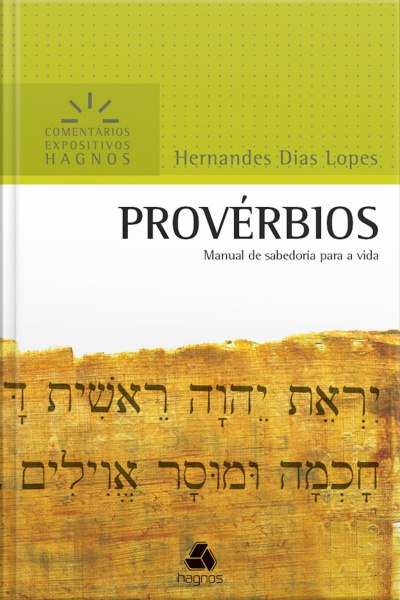 COMENTÁRIOS
EXPOSITIVOS
HAGNOS
Hernandes Dias Lopes
PROVÉRBIOS
Manual de sabedoria para a vida
יִרְאַת יְהוָה רֵאשִׁית דָּ
חָכְמָה וּמוּסָר אֱוִילִים
hagnos